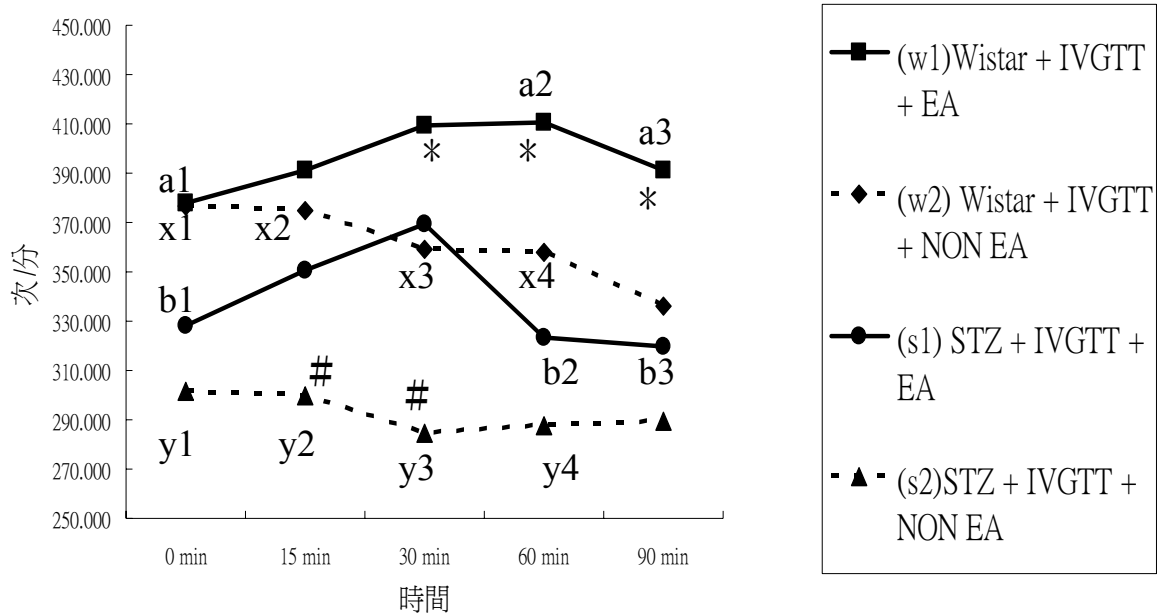 450.000
430.000
410.000
390.000
370.000
350.000
330.000
310.000
290.000
270.000
250.000
次/分
a1
a2
a3
*
*
*
x1
x2
x3
x4
b1
b2
b3
#
#
y1
y2
y3
y4
0 min
15 min
30 min
60 min
90 min
時間
(w1)Wistar + IVGTT
+ EA
(w2) Wistar + IVGTT
+ NON EA
(s1) STZ + IVGTT +
EA
(s2)STZ + IVGTT +
NON EA